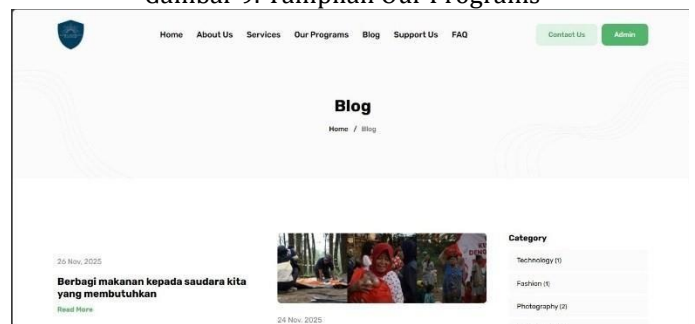 Gambar 9. Tampilan Our Programs
Home About Us Services Our Programs Blog Support Us FAQ Contact Us Admin
Blog
Home / Blog
26 Nov, 2025
Berbagi makanan kepada saudara kita
yang membutuhkan
Read More
24 Nov, 2025
Category
Technology (1)
Fashion (1)
Photography (2)